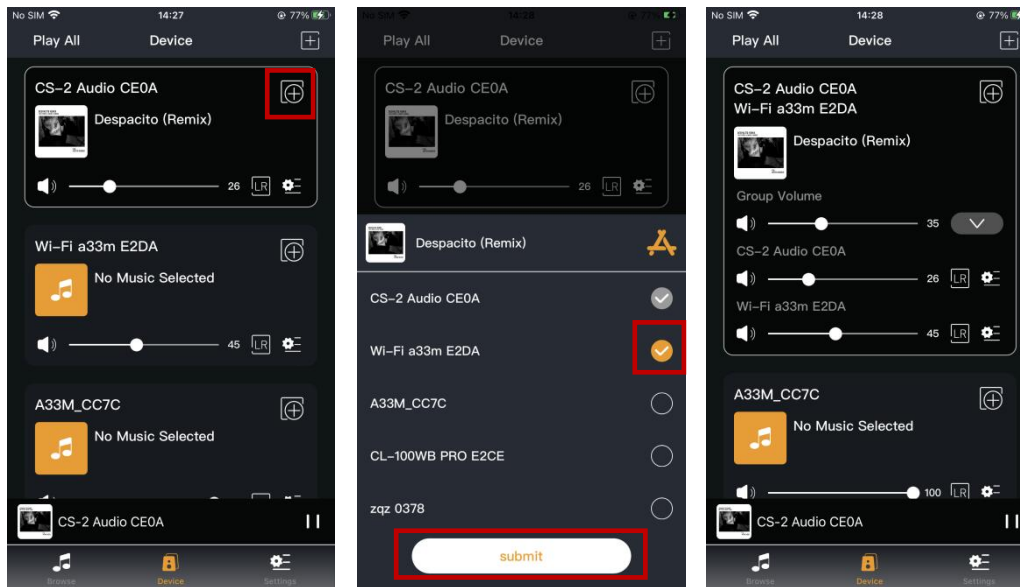 No SIM 14:27 77%
Play All Device
CS-2 Audio CE0A
Despacito (Remix)
26 LR
Wi-Fi a33m E2DA
No Music Selected
45 LR
A33M_CC7C
No Music Selected
CS-2 Audio CE0A
Browse Device Settings
No SIM 14:28 77%
Play All Device
CS-2 Audio CE0A
Despacito (Remix)
26 LR
Despacito (Remix)
CS-2 Audio CE0A
Wi-Fi a33m E2DA
A33M_CC7C
CL-100WB PRO E2CE
zqz 0378
submit
No SIM 14:28 77%
Play All Device
CS-2 Audio CE0A
Wi-Fi a33m E2DA
Despacito (Remix)
Group Volume
35
CS-2 Audio CE0A
26 LR
Wi-Fi a33m E2DA
45 LR
A33M_CC7C
No Music Selected
100 LR
CS-2 Audio CE0A
Browse Device Settings